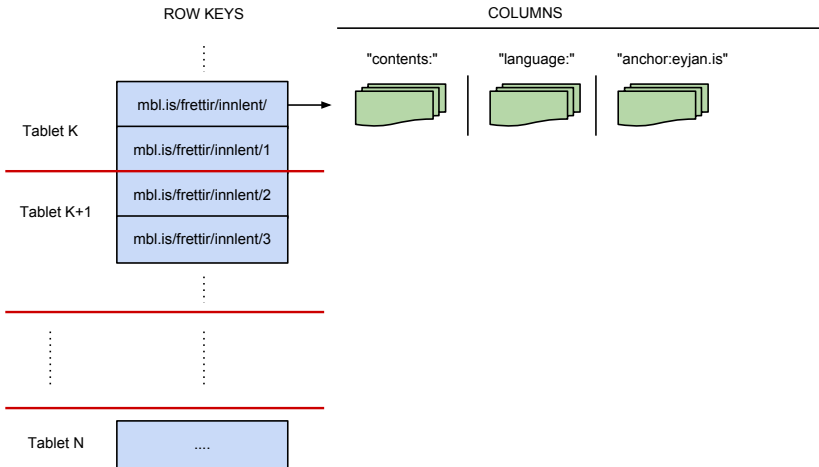 ROW KEYS
COLUMNS
"contents:"
"language:"
"anchor:eyjan.is"
mbl.is/frettir/innlent/
Tablet K
mbl.is/frettir/innlent/1
mbl.is/frettir/innlent/2
Tablet K+1
mbl.is/frettir/innlent/3
Tablet N
....